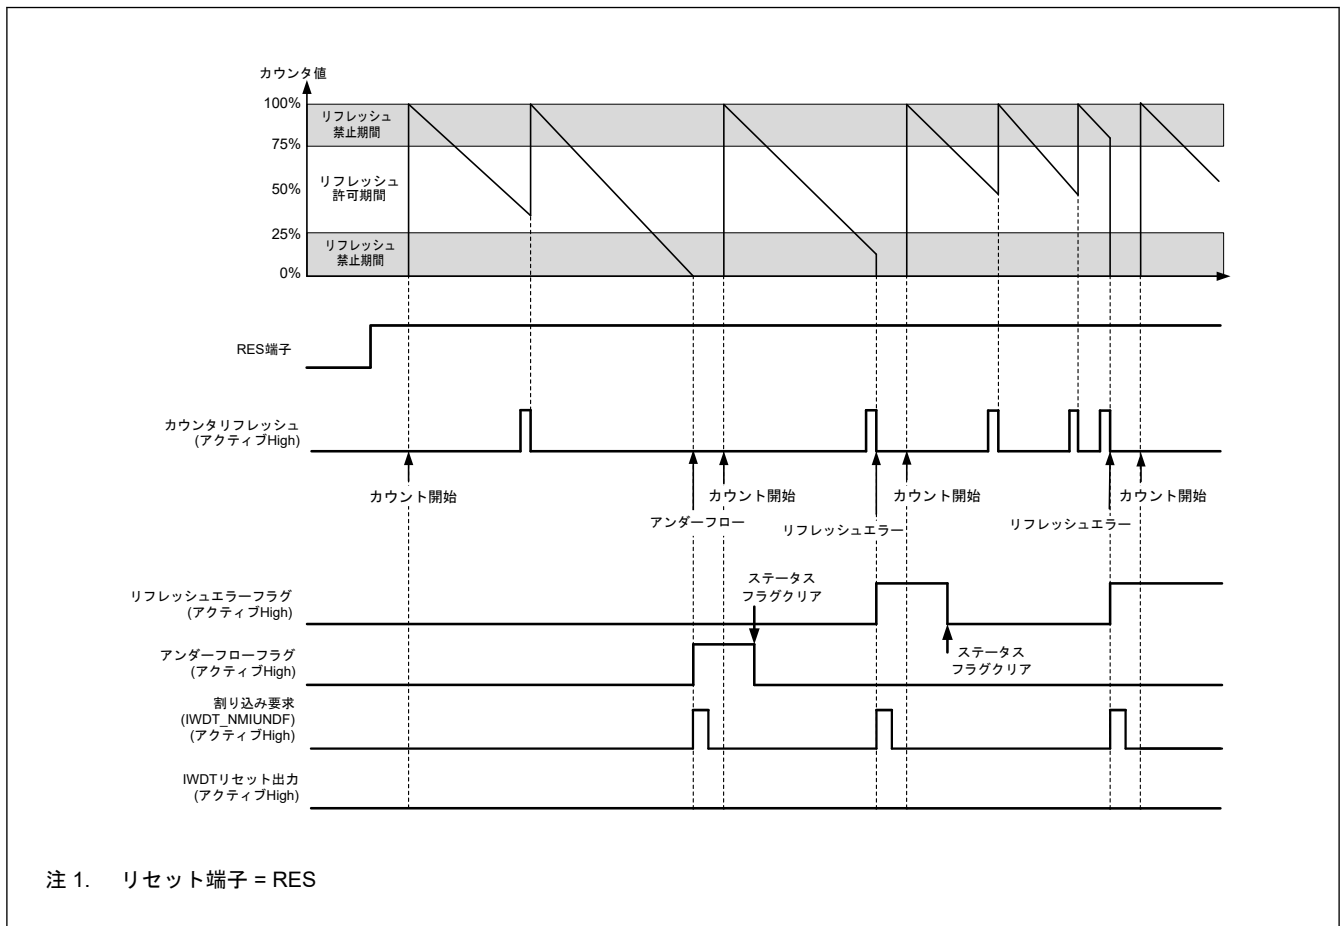 カウンタ値
100%
リフレッシュ
禁止期間
75%
50%
リフレッシュ
許可期間
25%
リフレッシュ
禁止期間
0%
RES端子
カウンタリフレッシュ
(アクティブHigh)
カウント開始
カウント開始
カウント開始
カウント開始
アンダーフロー
リフレッシュエラー
リフレッシュエラー
ステータス
フラグクリア
リフレッシュエラーフラグ
(アクティブHigh)
ステータス
フラグクリア
アンダーフローフラグ
(アクティブHigh)
割り込み要求
(IWDT_NMIUNDF)
(アクティブHigh)
IWDTリセット出力
(アクティブHigh)
注 1. リセット端子 = RES